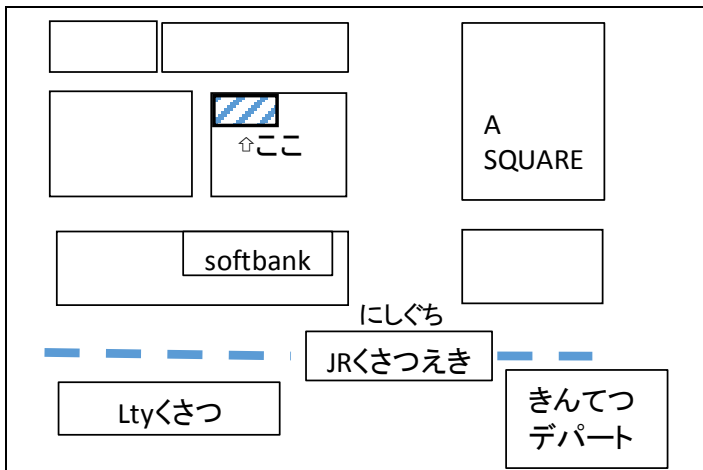 ⇧ここ
A
SQUARE
softbank
にしぐち
JRくさつえき
Ltyくさつ
きんてつ
デパート